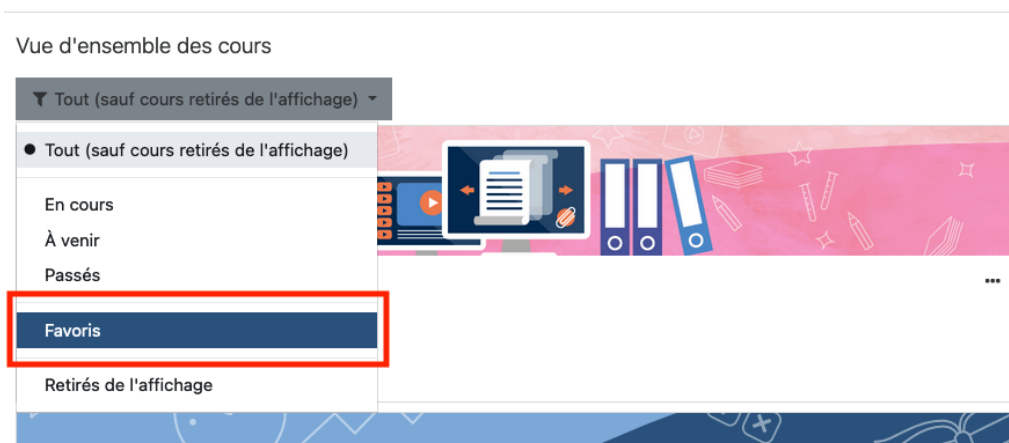 Vue d'ensemble des cours
Tout (sauf cours retirés de l'affichage)
Tout (sauf cours retirés de l'affichage)
En cours
À venir
Passés
Favoris
Retirés de l'affichage